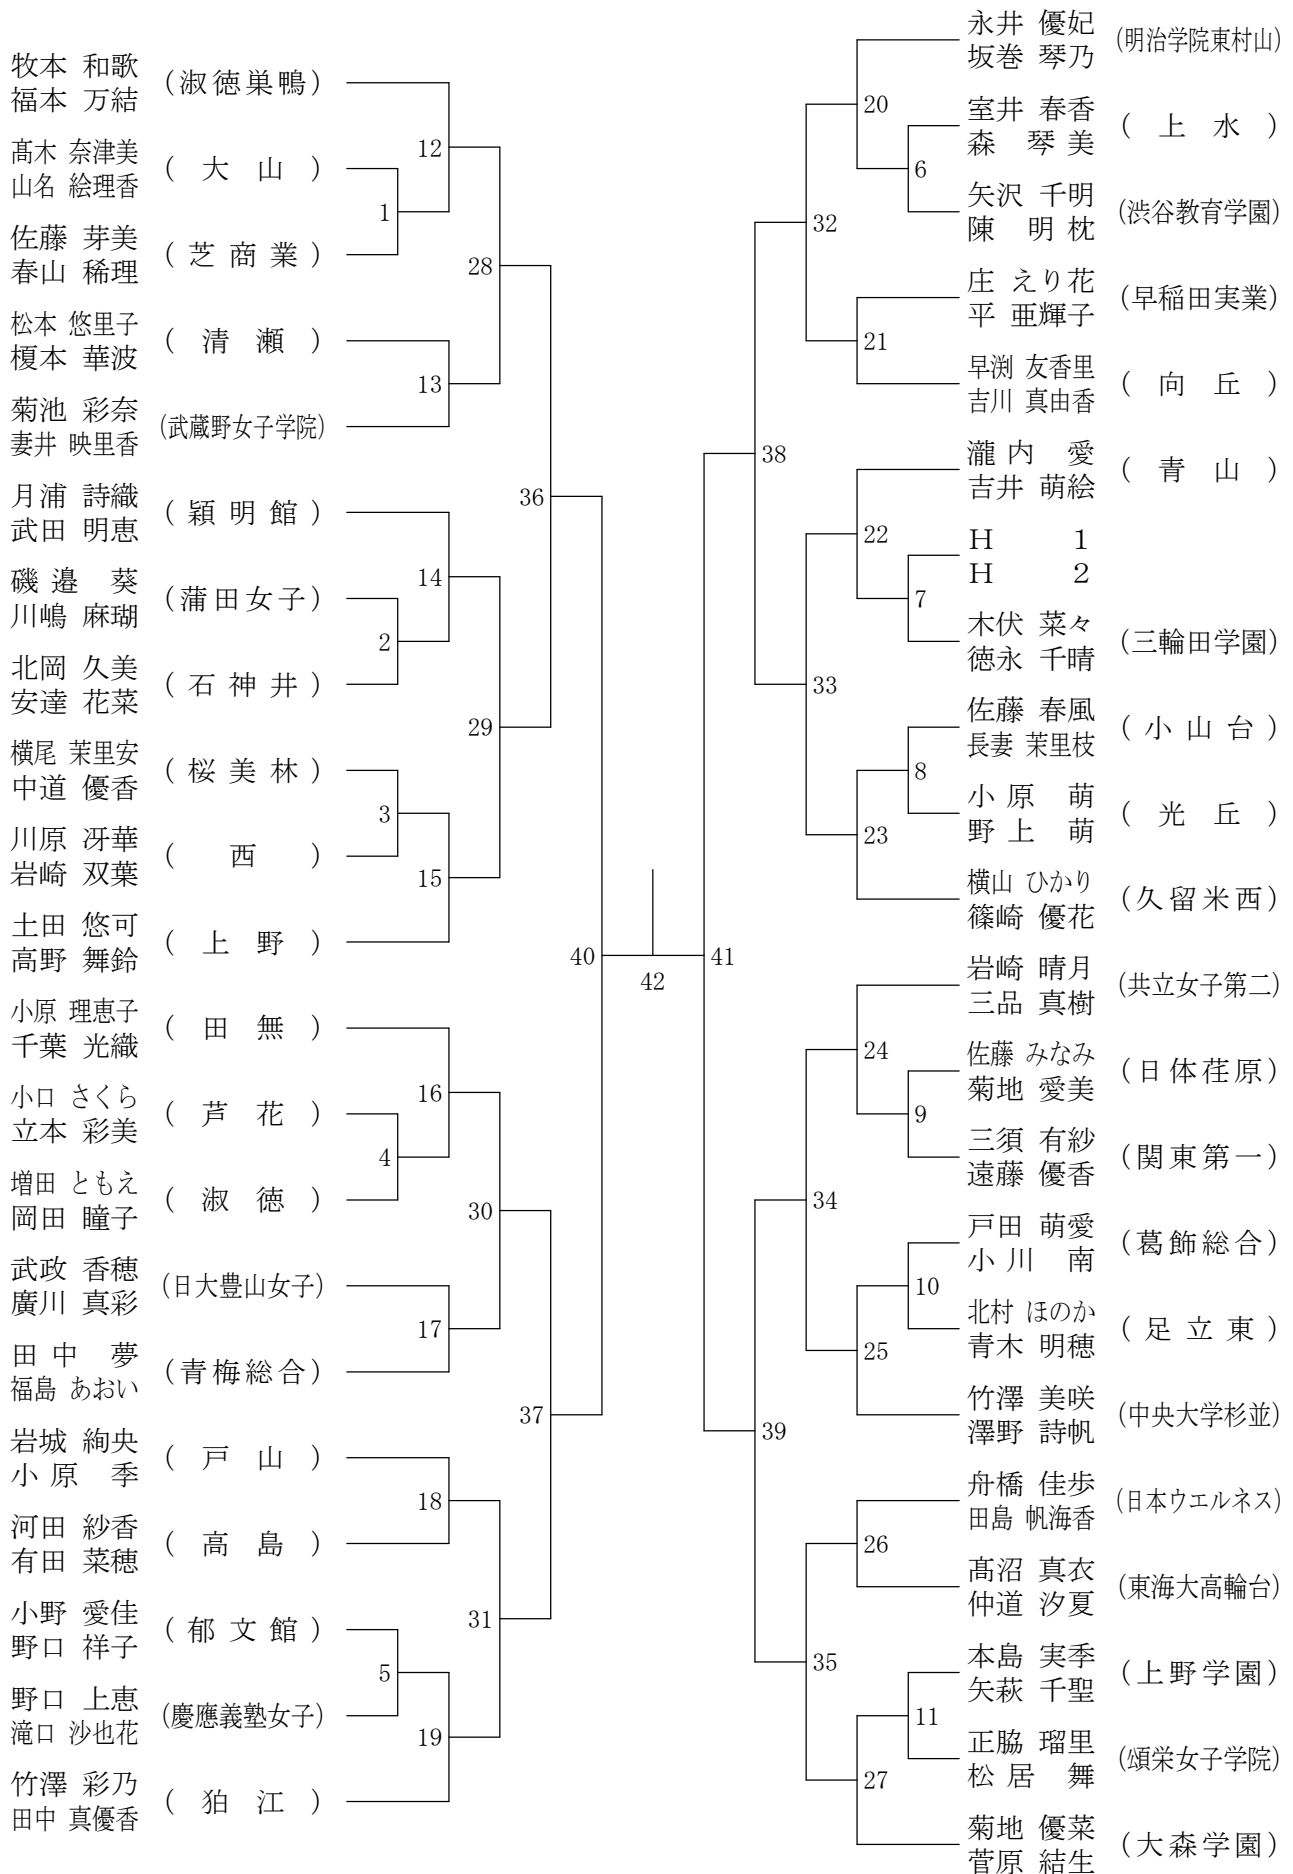 牧本 和歌
福本 万結
(淑徳巣鴨)
髙木 奈津美
山名 絵理香
(大山)
佐藤 芽美
春山 稀理
(芝商業)
松本 悠里子
榎本 華波
(清瀬)
菊池 彩奈
妻井 映里香
(武蔵野女子学院)
月浦 詩織
武田 明恵
(穎明館)
磯邉 葵
川嶋 麻瑚
(蒲田女子)
北岡 久美
安達 花菜
(石神井)
横尾 茉里安
中道 優香
(桜美林)
川原 冴華
岩崎 双葉
(西)
土田 悠可
高野 舞鈴
(上野)
小原 理恵子
千葉 光織
(田無)
小口 さくら
立本 彩美
(芦花)
増田 ともえ
岡田 瞳子
(淑徳)
武政 香穂
廣川 真彩
(日大豊山女子)
田中 夢
福島 あおい
(青梅総合)
岩城 絢央
小原 季
(戸山)
河田 紗香
有田 菜穂
(高島)
小野 愛佳
野口 祥子
(郁文館)
野口 上恵
滝口 沙也花
(慶應義塾女子)
竹澤 彩乃
田中 真優香
(狛江)
12
1
28
13
36
14
2
29
3
15
40
16
4
30
17
37
18
31
5
19
42
41
20
6
32
21
38
22
7
33
8
23
24
9
34
10
25
39
26
35
11
27
永井 優妃
坂巻 琴乃
(明治学院東村山)
室井 春香
森 琴美
(上水)
矢沢 千明
陳 明枕
(渋谷教育学園)
庄 えり花
平 亜輝子
(早稲田実業)
早渕 友香里
吉川 真由香
(向丘)
瀧内 愛
吉井 萌絵
(青山)
H 1
H 2
木伏 菜々
徳永 千晴
(三輪田学園)
佐藤 春風
長妻 茉里枝
(小山台)
小原 萌
野上 萌
(光丘)
横山 ひかり
篠崎 優花
(久留米西)
岩崎 晴月
三品 真樹
(共立女子第二)
佐藤 みなみ
菊地 愛美
(日体荏原)
三須 有紗
遠藤 優香
(関東第一)
戸田 萌愛
小川 南
(葛飾総合)
北村 ほのか
青木 明穂
(足立東)
竹澤 美咲
澤野 詩帆
(中央大学杉並)
舟橋 佳歩
田島 帆海香
(日本ウエルネス)
髙沼 真衣
仲道 汐夏
(東海大高輪台)
本島 実季
矢萩 千聖
(上野学園)
正脇 瑠里
松居 舞
(頌栄女子学院)
菊地 優菜
菅原 結生
(大森学園)